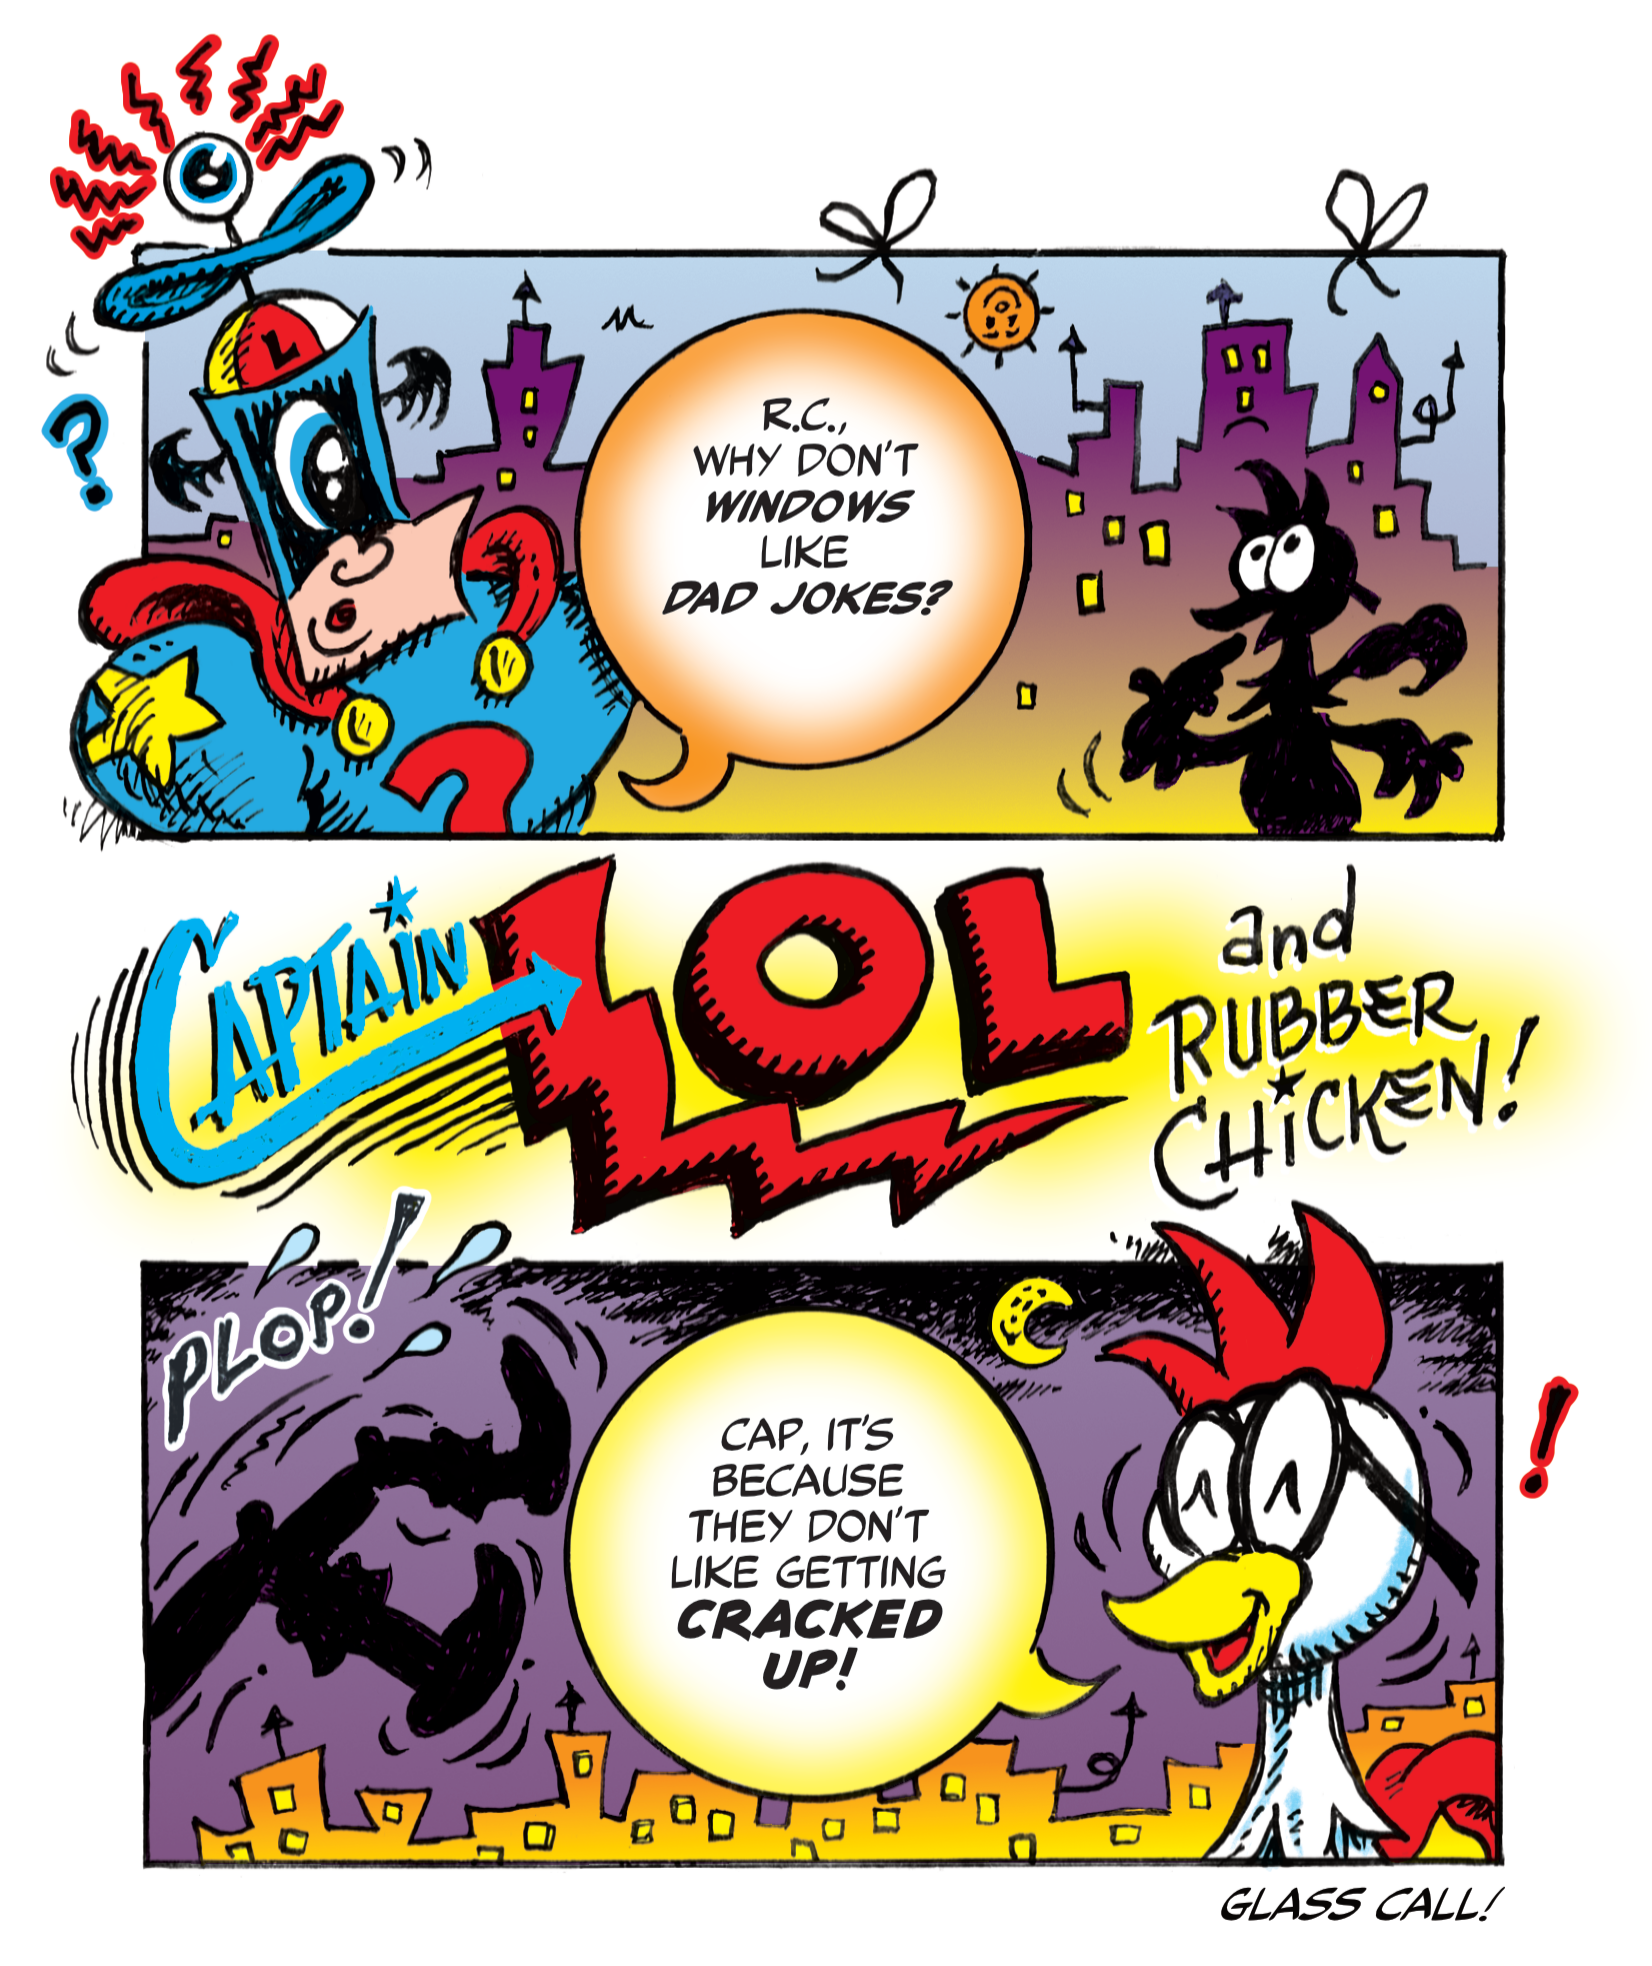 L
?
R.C.,
WHY DON'T
WINDOWS
LIKE
DAD JOKES?
?
CAPTAIN LOL
and
RUBBER
CHICKEN!
PLOP!
CAP, IT'S
BECAUSE
THEY DON'T
LIKE GETTING
CRACKED
UP!
!
GLASS CALL!